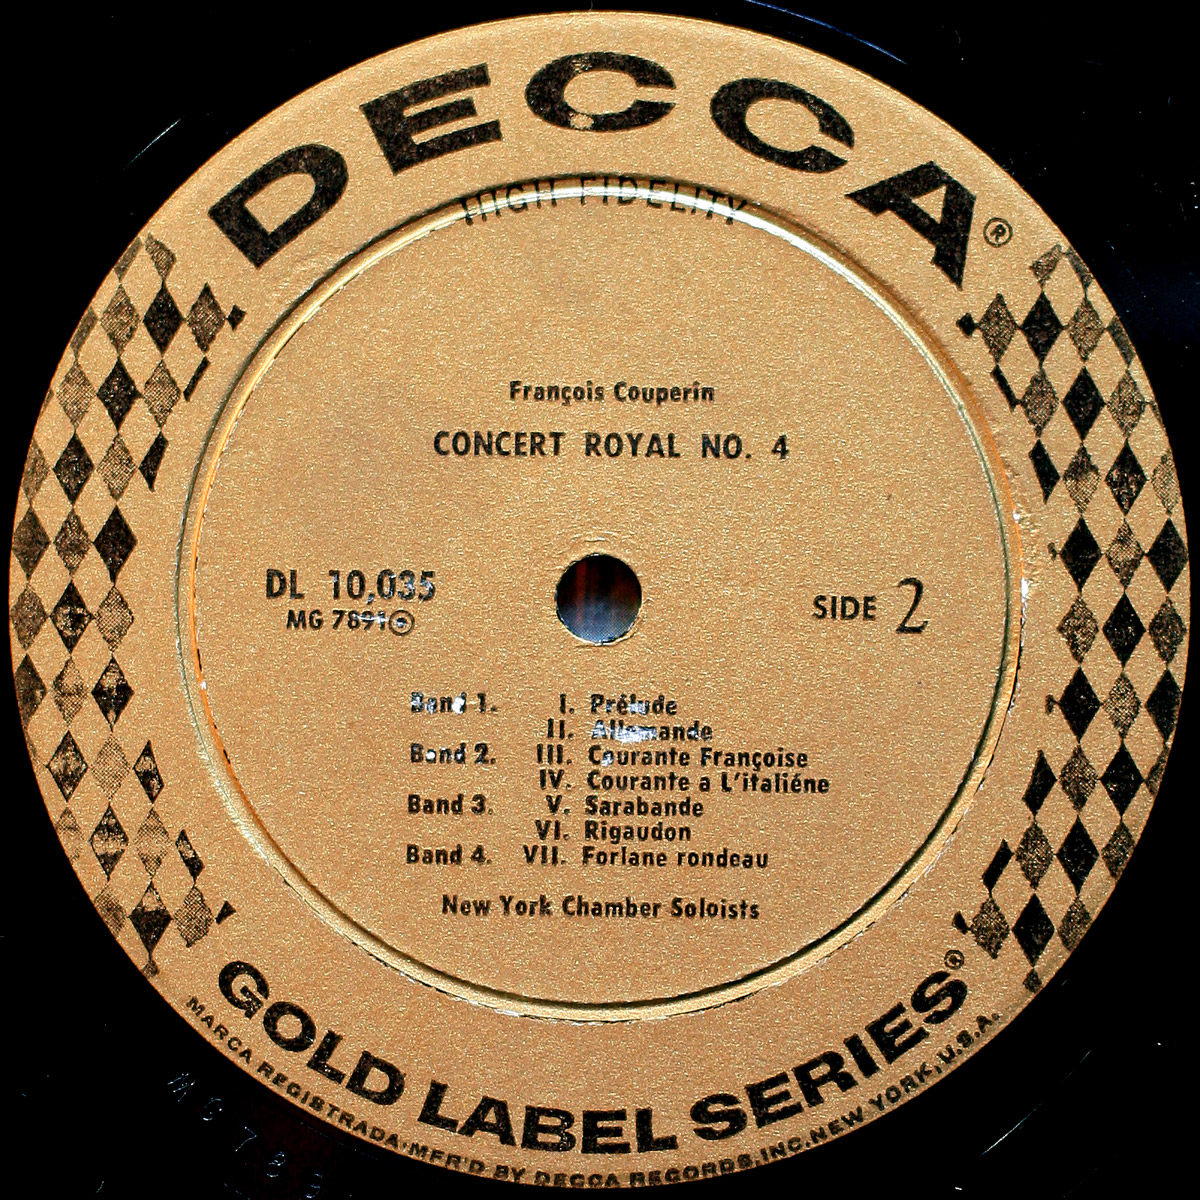 DECCA®
HIGH FIDELITY
François Couperin
CONCERT ROYAL NO. 4
DL 10,035
MG 7891
SIDE 2
Band 1. I. Prélude
II. Allemande
Band 2. III. Courante Françoise
IV. Courante a L'italiéne
Band 3. V. Sarabande
VI. Rigaudon
Band 4. VII. Forlane rondeau
New York Chamber Soloists
GOLD LABEL SERIES©
MARCA REGISTRADA•MFR'D BY DECCA RECORDS,INC,NEW YORK,U.S.A.